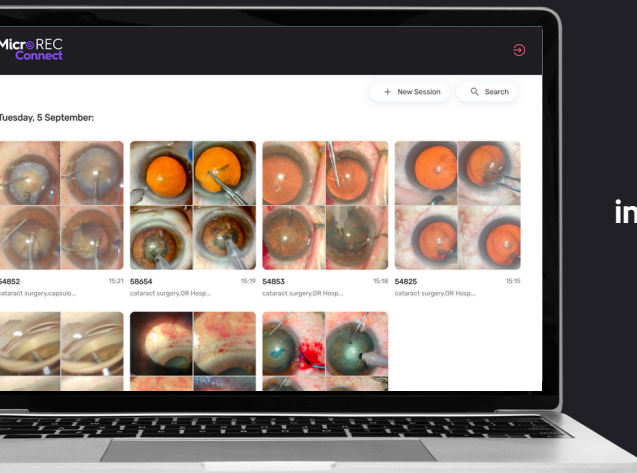 MicroREC
Connect
+ New Session
Search
Tuesday, 5 September:
54852 15:21
cataract surgery,capsulo...
58654 15:19
cataract surgery,OR Hosp...
54853 15:18
cataract surgery,OR Hosp...
54825 15:15
cataract surgery,OR Hosp...
in